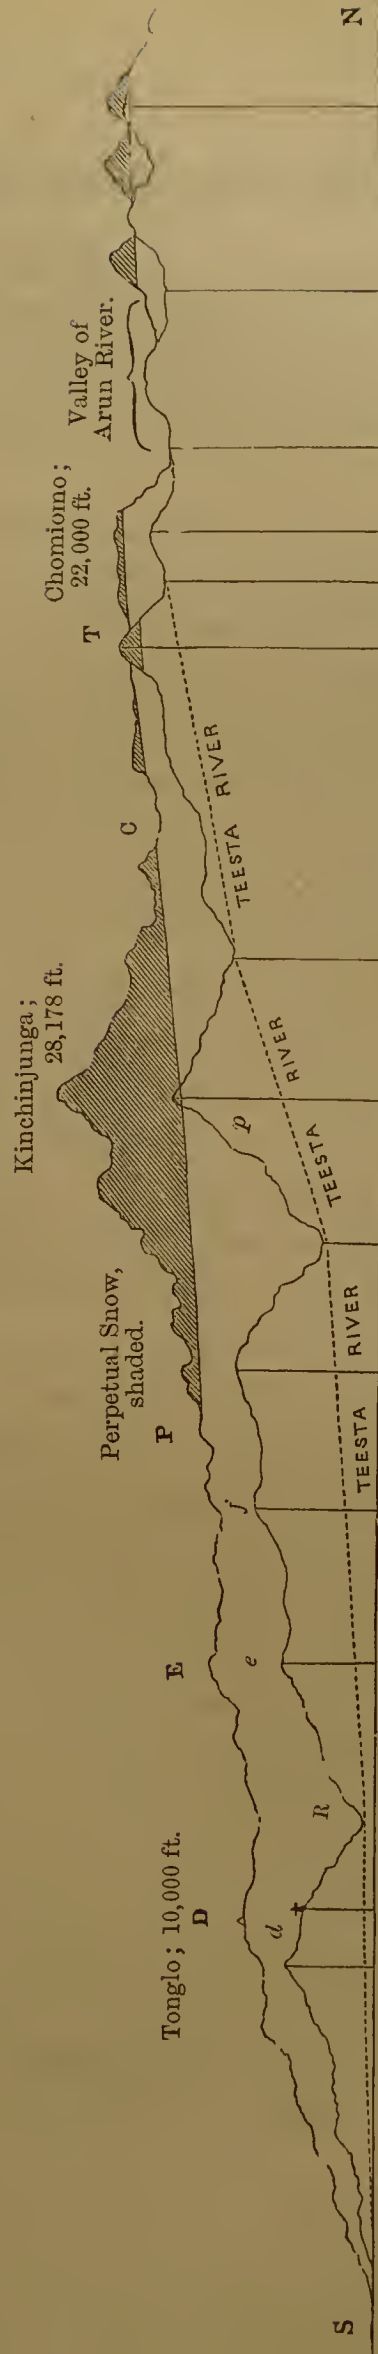 Kinchinjunga;
28,178 ft.
Chomiomo;
22,000 ft.
T
Valley of
Arun River.
Perpetual Snow,
shaded.
P
C
Tonglo; 10,000 ft.
D
E
d
R
e
j
p
TEESTA RIVER
TEESTA RIVER
TEESTA RIVER
S
N